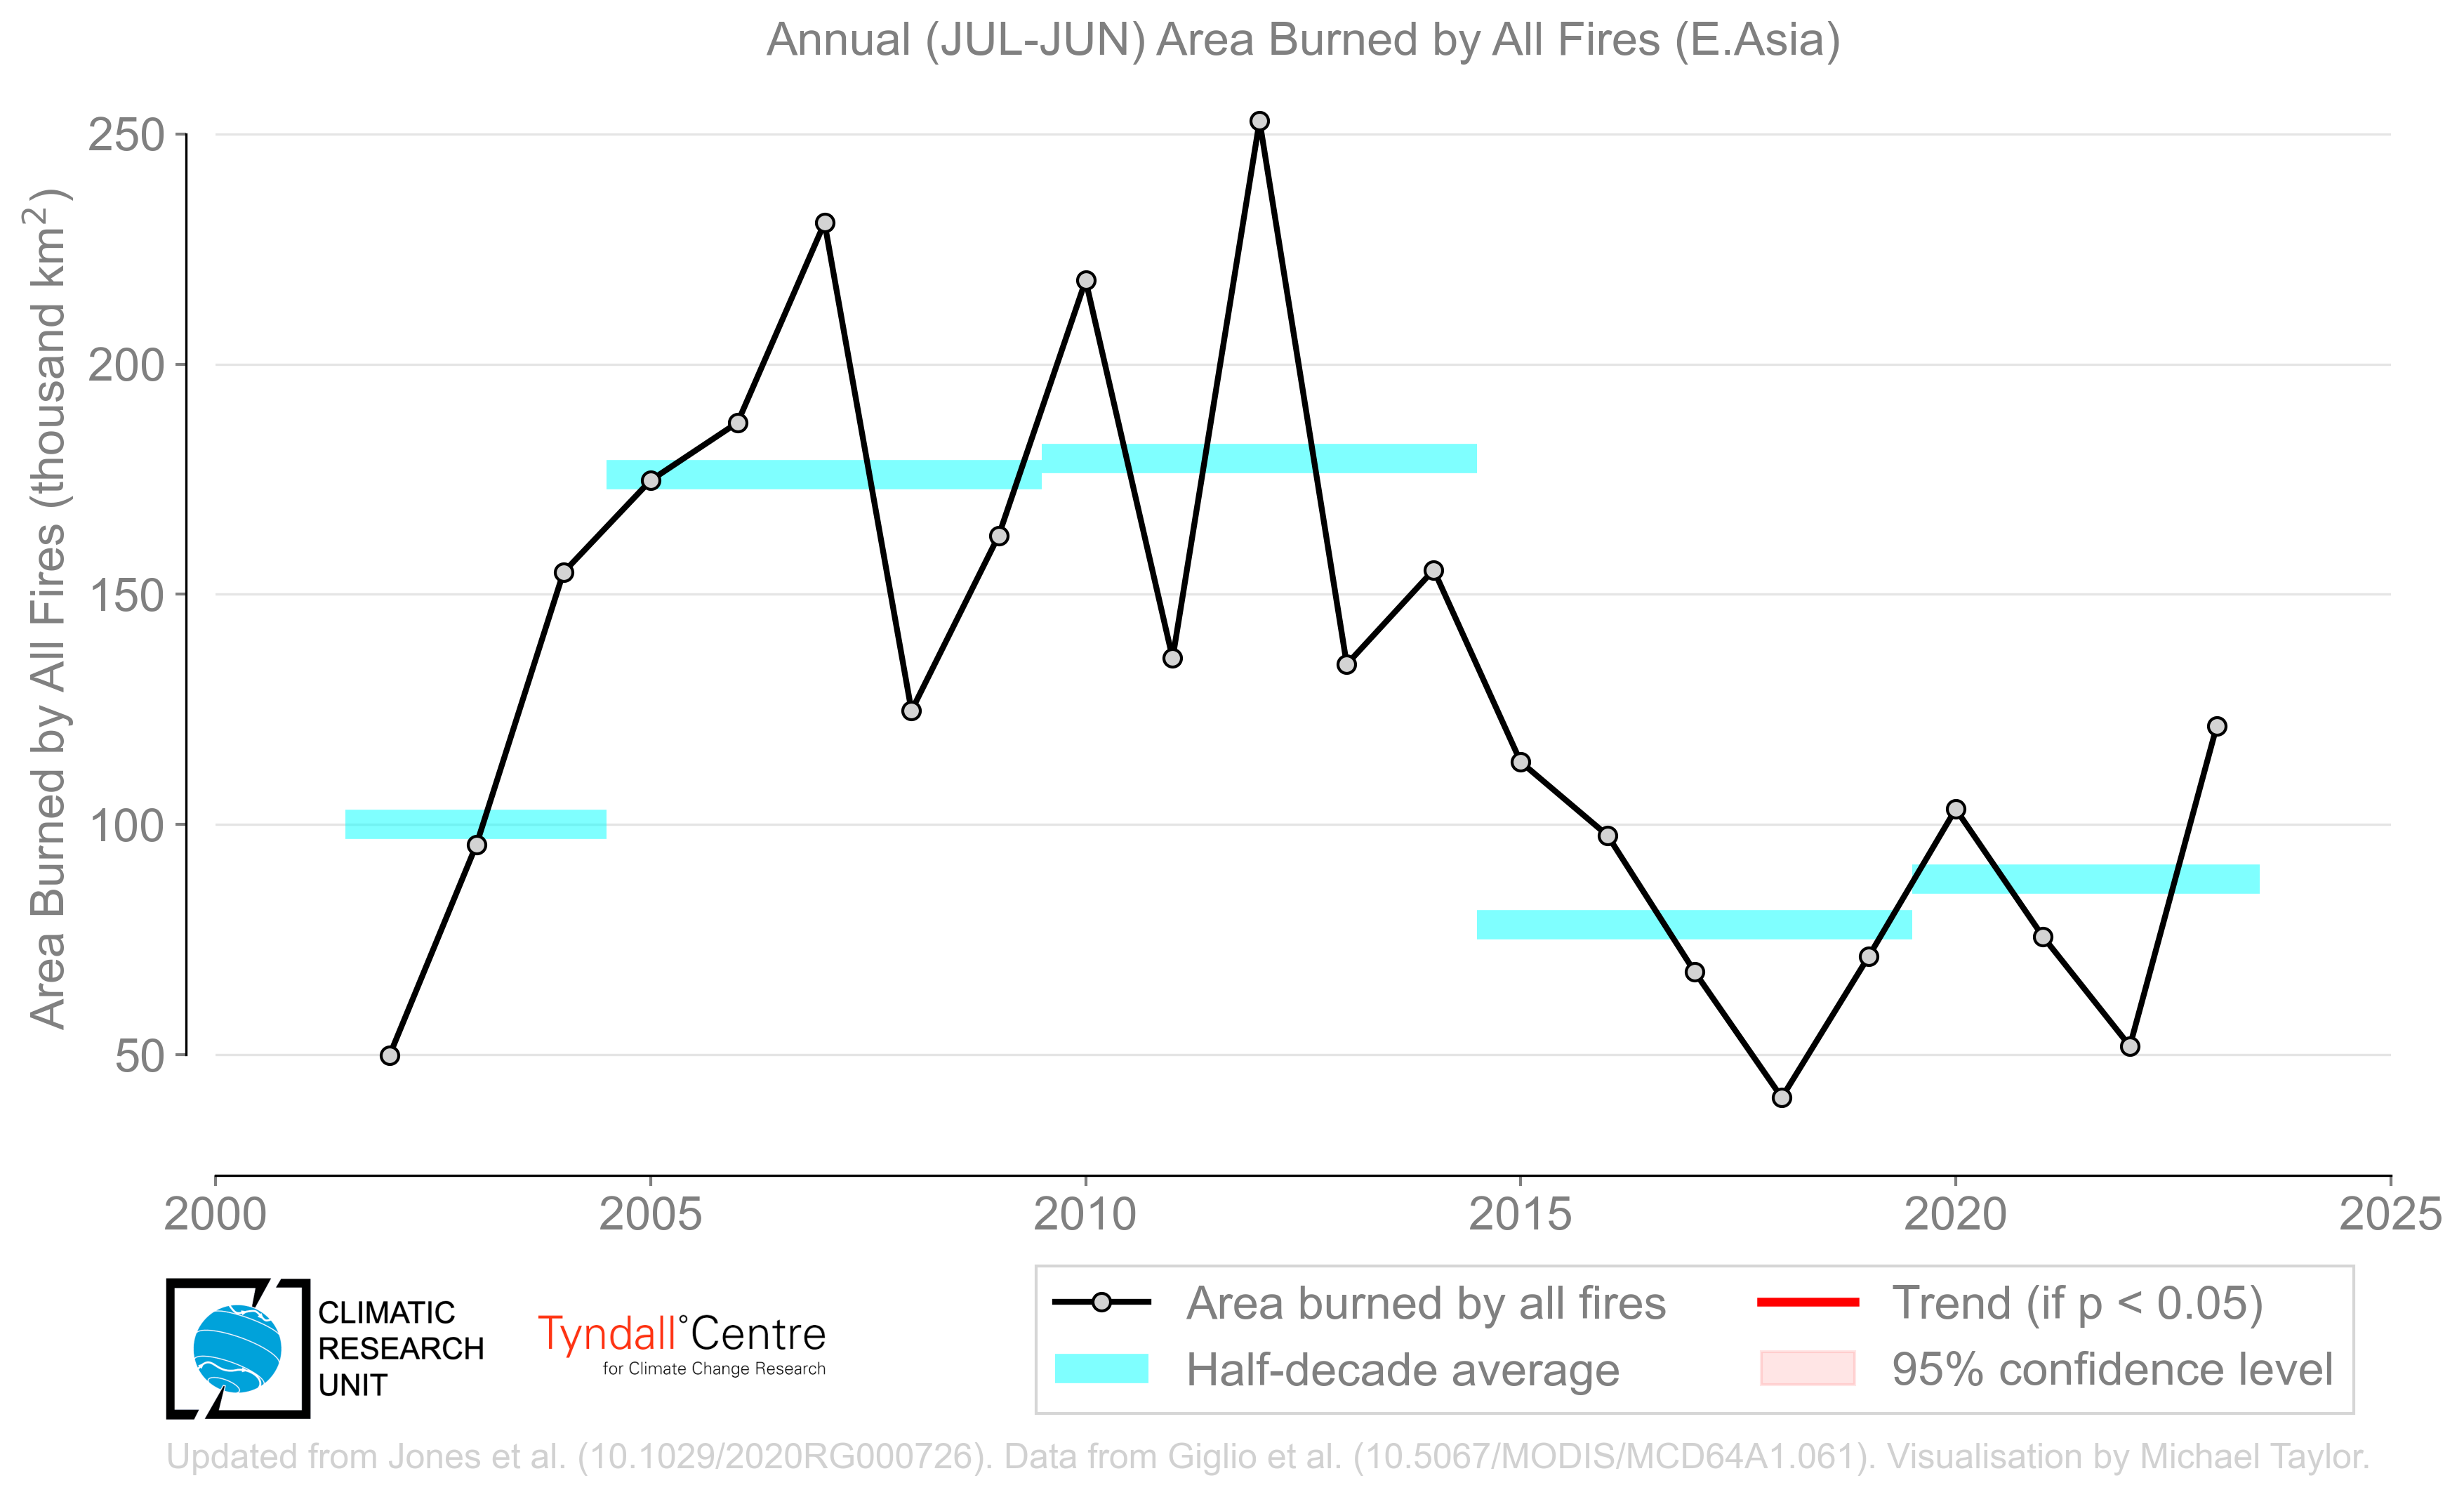 Annual (JUL-JUN) Area Burned by All Fires (E.Asia)
Area Burned by All Fires (thousand km²)
250
200
150
100
50
2000 2005 2010 2015 2020 2025
CLIMATIC
RESEARCH
UNIT
Tyndall°Centre
for Climate Change Research
Area burned by all fires
Half-decade average
Trend (if p < 0.05)
95% confidence level
Updated from Jones et al. (10.1029/2020RG000726). Data from Giglio et al. (10.5067/MODIS/MCD64A1.061). Visualisation by Michael Taylor.